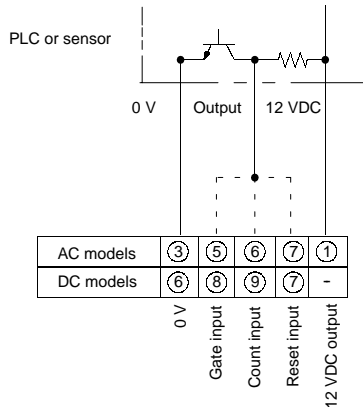 PLC or sensor
0 V Output 12 VDC
AC models 3 5 6 7 1
DC models 6 8 9 7 -
0 V
Gate input
Count input
Reset input
12 VDC output